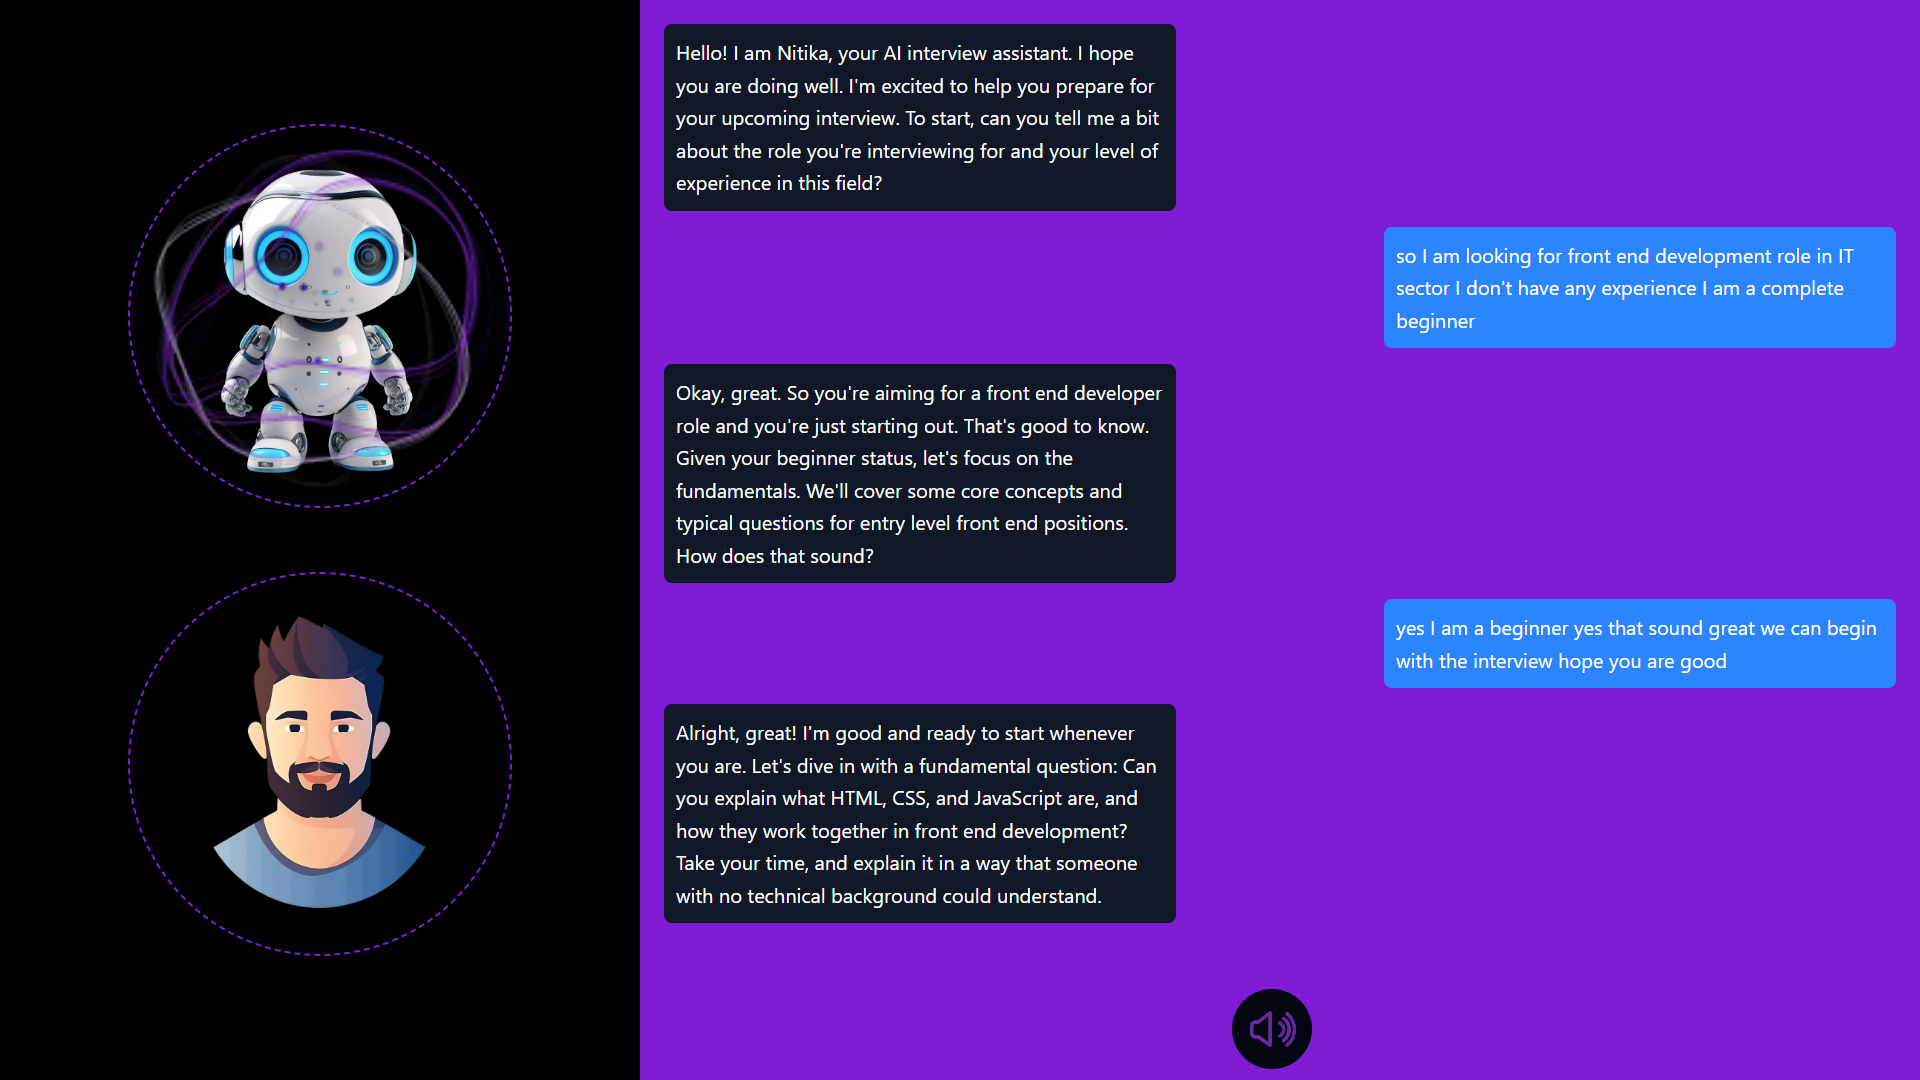 Hello! I am Nitika, your AI interview assistant. I hope
you are doing well. I'm excited to help you prepare for
your upcoming interview. To start, can you tell me a bit
about the role you're interviewing for and your level of
experience in this field?
so I am looking for front end development role in IT
sector I don't have any experience I am a complete
beginner
Okay, great. So you're aiming for a front end developer
role and you're just starting out. That's good to know.
Given your beginner status, let's focus on the
fundamentals. We'll cover some core concepts and
typical questions for entry level front end positions.
How does that sound?
yes I am a beginner yes that sound great we can begin
with the interview hope you are good
Alright, great! I'm good and ready to start whenever
you are. Let's dive in with a fundamental question: Can
you explain what HTML, CSS, and JavaScript are, and
how they work together in front end development?
Take your time, and explain it in a way that someone
with no technical background could understand.